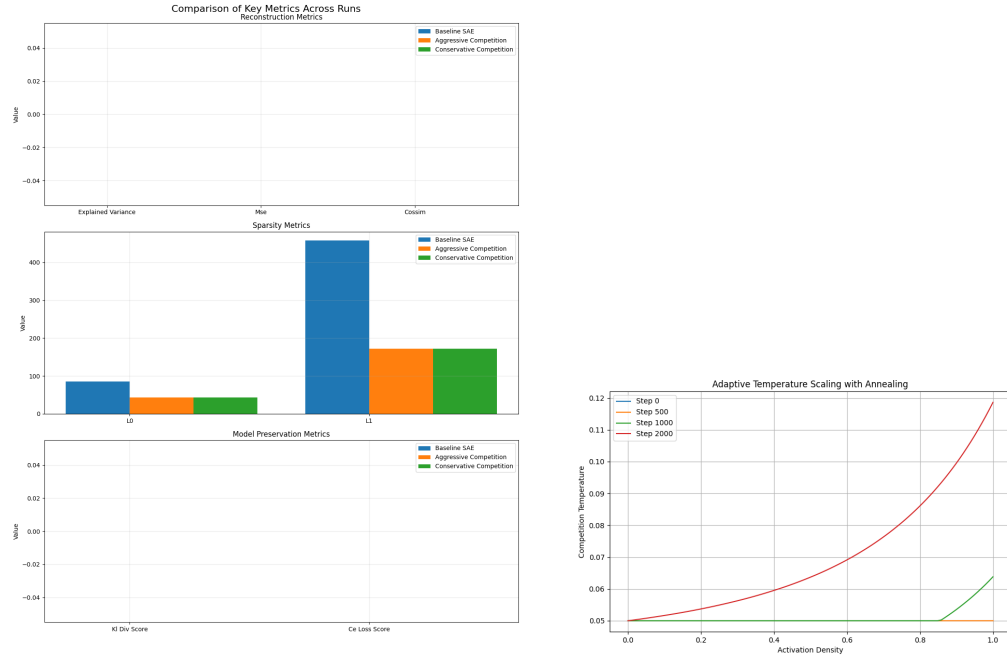 Comparison of Key Metrics Across Runs
Reconstruction Metrics
Baseline SAE
Aggressive Competition
Conservative Competition
0.04
0.02
0.00
−0.02
−0.04
Value
Explained Variance
Mse
Cossim
Sparsity Metrics
Baseline SAE
Aggressive Competition
Conservative Competition
400
300
200
100
0
Value
L0
L1
Model Preservation Metrics
Baseline SAE
Aggressive Competition
Conservative Competition
0.04
0.02
0.00
−0.02
−0.04
Value
Kl Div Score
Ce Loss Score
Adaptive Temperature Scaling with Annealing
Step 0
Step 500
Step 1000
Step 2000
0.12
0.11
0.10
0.09
0.08
0.07
0.06
0.05
Competition Temperature
0.0
0.2
0.4
0.6
0.8
1.0
Activation Density